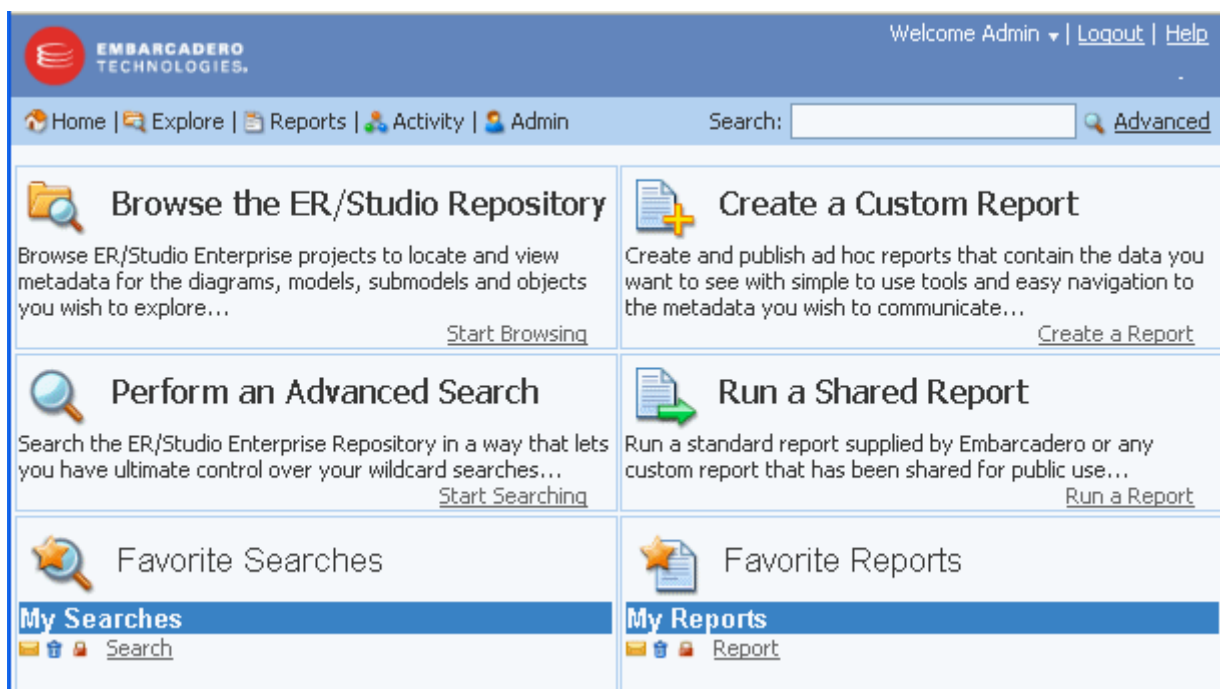 EMBARCADERO
TECHNOLOGIES.
Welcome Admin | Logout | Help
Home | Explore | Reports | Activity | Admin
Search: Advanced
Browse the ER/Studio Repository
Browse ER/Studio Enterprise projects to locate and view
metadata for the diagrams, models, submodels and objects
you wish to explore...
Start Browsing
Create a Custom Report
Create and publish ad hoc reports that contain the data you
want to see with simple to use tools and easy navigation to
the metadata you wish to communicate...
Create a Report
Perform an Advanced Search
Search the ER/Studio Enterprise Repository in a way that lets
you have ultimate control over your wildcard searches...
Start Searching
Run a Shared Report
Run a standard report supplied by Embarcadero or any
custom report that has been shared for public use...
Run a Report
Favorite Searches
My Searches
Search
Favorite Reports
My Reports
Report